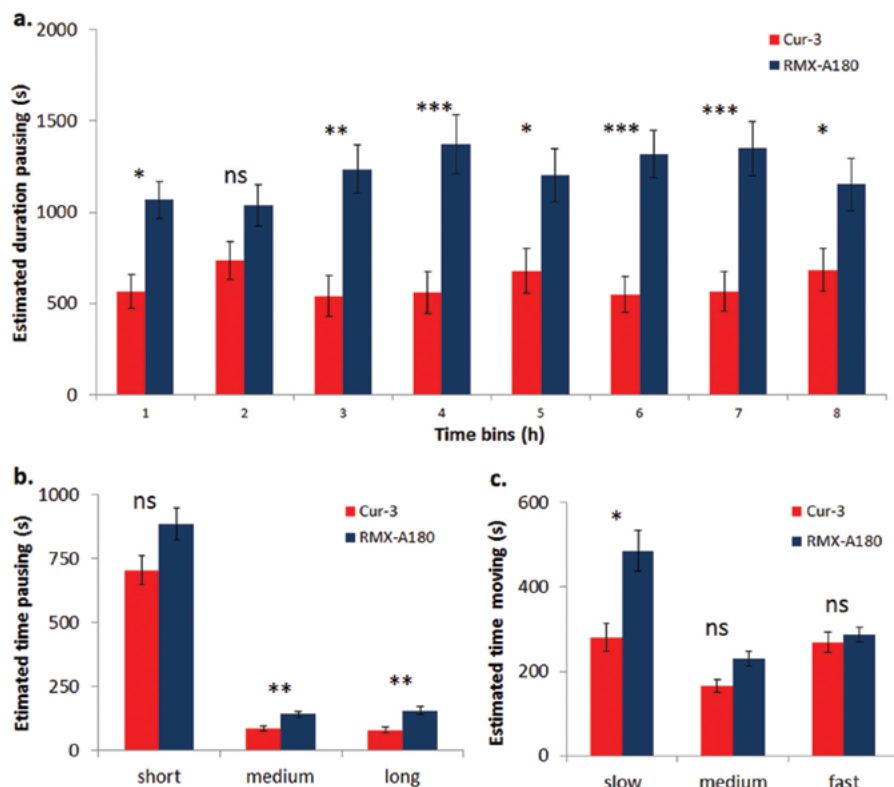 a.
Estimated duration pausing (s)
2000
1500
1000
500
0
Cur-3
RMX-A180
*
ns
**
***
*
***
***
*
1 2 3 4 5 6 7 8
Time bins (h)
b.
Etimated time pausing (s)
1000
750
500
250
0
Cur-3
RMX-A180
ns
**
**
short medium long
c.
Estimated time moving (s)
600
400
200
0
Cur-3
RMX-A180
*
ns
ns
slow medium fast